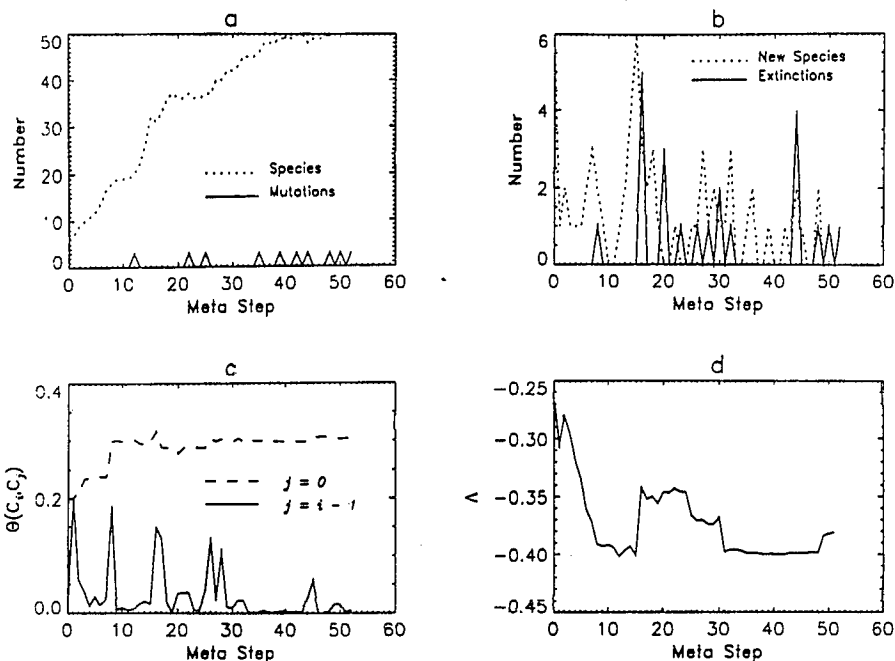 a
50
40
30
20
10
0
Number
Species
Mutations
0 10 20 30 40 50 60
Meta Step
b
6
4
2
0
Number
New Species
Extinctions
0 10 20 30 40 50 60
Meta Step
c
0.4
0.2
0.0
Θ(Cᵢ,Cⱼ)
j = 0
j = i - 1
0 10 20 30 40 50 60
Meta Step
d
-0.25
-0.30
-0.35
-0.40
-0.45
Λ
0 10 20 30 40 50 60
Meta Step